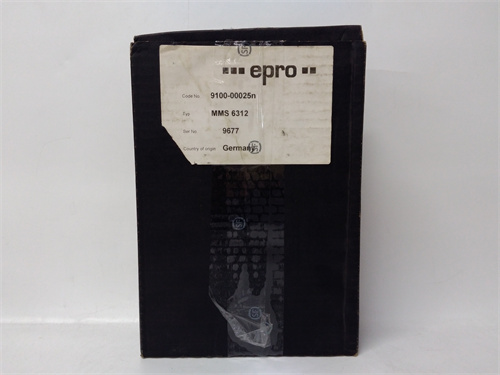 epro
Code No. 9100-00025n
Typ MMS 6312
Ser.No. 9677
Country of origin Germany